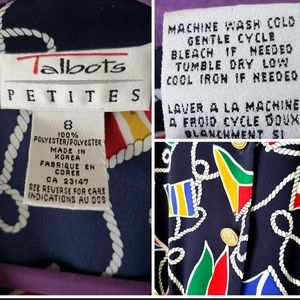 Talbots
PETITES
8
100%
POLYESTER/POLYESTER
MADE IN
KOREA
FABRIQUE EN
COREE
CA 23147
SEE REVERSE FOR CARE
INDICATIONS AU DOS
MACHINE WASH COLD
GENTLE CYCLE
BLEACH IF NEEDED
TUMBLE DRY LOW
COOL IRON IF NEEDED
LAVER A LA MACHINE
A FROID CYCLE DOUX
BLANCHIMENT SI